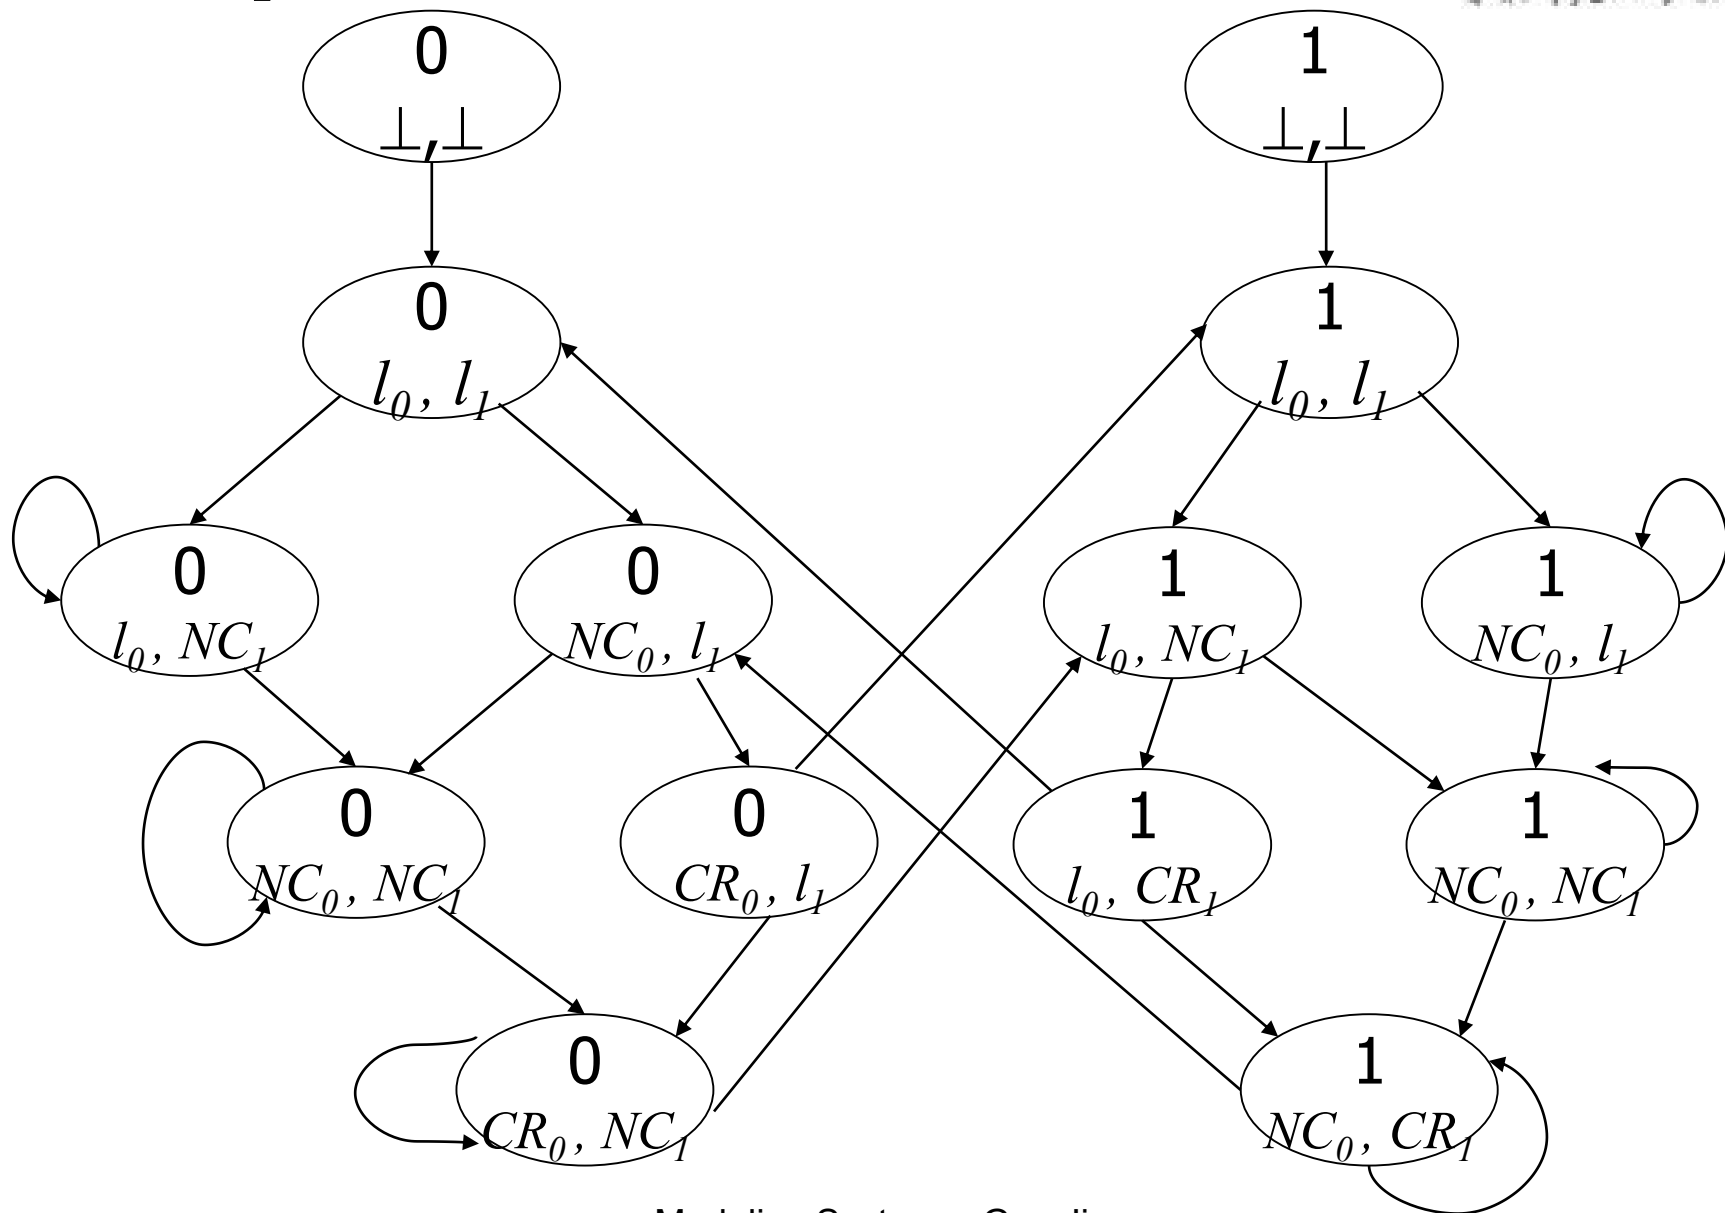 0
⊥,⊥
1
⊥,⊥
0
l0, l1
1
l0, l1
0
l0, NC1
0
NC0, l1
1
l0, NC1
1
NC0, l1
0
NC0, NC1
0
CR0, l1
1
l0, CR1
1
NC0, NC1
0
CR0, NC1
1
NC0, CR1